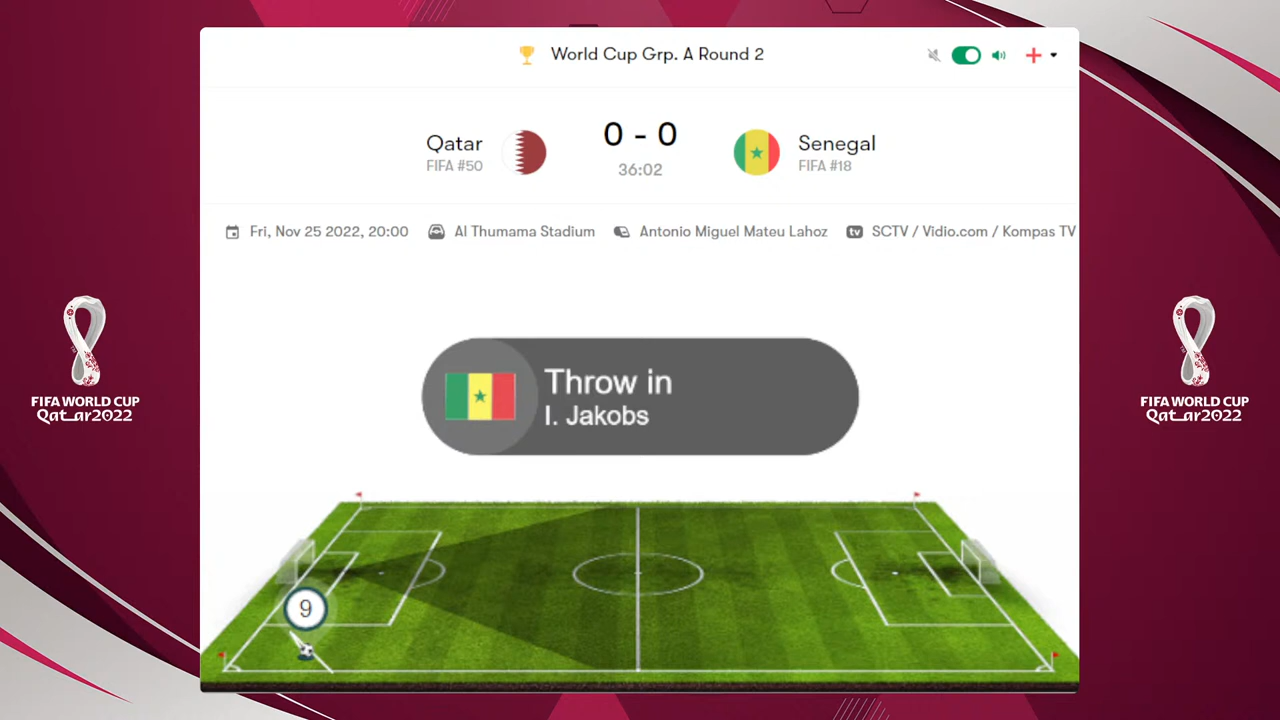 World Cup Grp. A Round 2
Qatar
FIFA #50
0 - 0
36:02
Senegal
FIFA #18
Fri, Nov 25 2022, 20:00
Al Thumama Stadium
Antonio Miguel Mateu Lahoz
tv
SCTV / Vidio.com / Kompas TV
FIFA WORLD CUP
Qatar2022
FIFA WORLD CUP
Qatar2022
Throw in
I. Jakobs
9